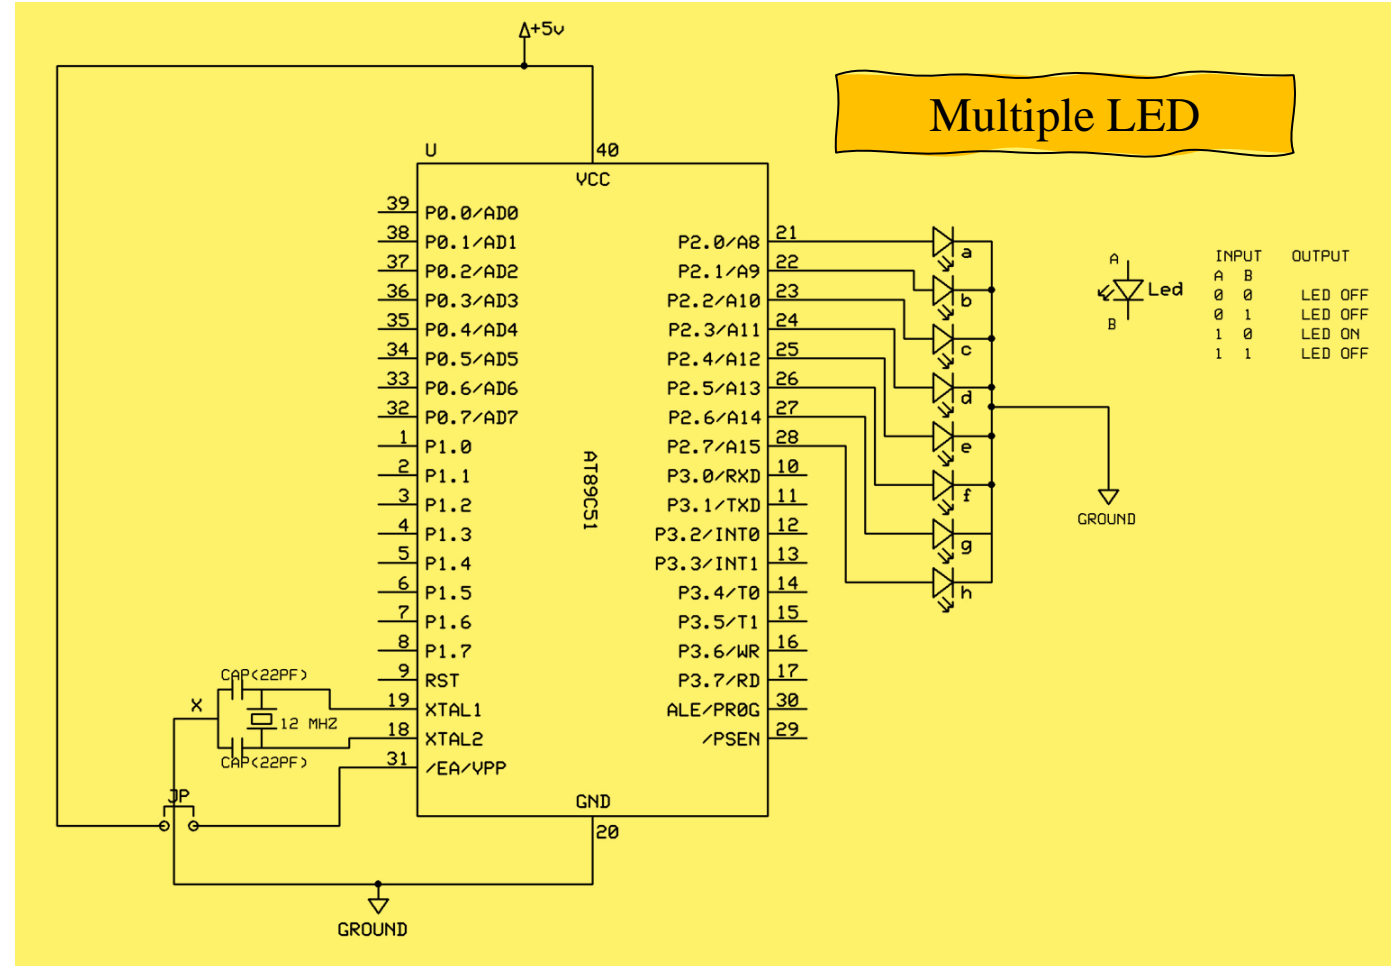 +5v
Multiple LED
U
40
VCC
39 P0.0/AD0
38 P0.1/AD1
37 P0.2/AD2
36 P0.3/AD3
35 P0.4/AD4
34 P0.5/AD5
33 P0.6/AD6
32 P0.7/AD7
1 P1.0
2 P1.1
3 P1.2
4 P1.3
5 P1.4
6 P1.5
7 P1.6
8 P1.7
9 RST
19 XTAL1
18 XTAL2
31 /EA/VPP
AT89C51
P2.0/A8 21
P2.1/A9 22
P2.2/A10 23
P2.3/A11 24
P2.4/A12 25
P2.5/A13 26
P2.6/A14 27
P2.7/A15 28
P3.0/RXD 10
P3.1/TXD 11
P3.2/INT0 12
P3.3/INT1 13
P3.4/T0 14
P3.5/T1 15
P3.6/WR 16
P3.7/RD 17
ALE/PR0G 30
/PSEN 29
GND
20
a
b
c
d
e
f
g
h
GROUND
A
Led
B
INPUT OUTPUT
A B
0 0 LED OFF
0 1 LED OFF
1 0 LED ON
1 1 LED OFF
CAP(22PF)
X
12 MHZ
CAP(22PF)
JP
GROUND